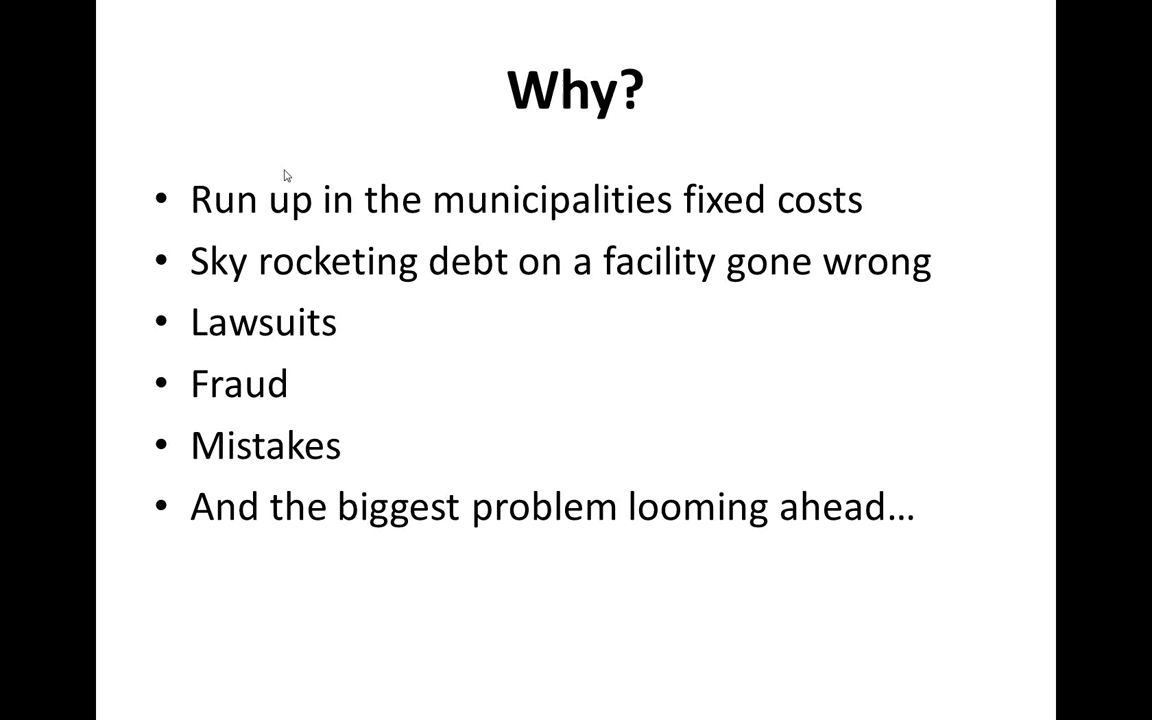 Why?
• Run up in the municipalities fixed costs
• Sky rocketing debt on a facility gone wrong
• Lawsuits
• Fraud
• Mistakes
• And the biggest problem looming ahead…